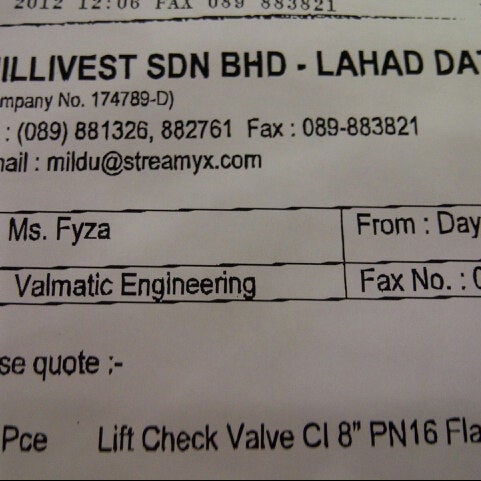 2012 12:06 FAX 089 883821
ILLIVEST SDN BHD - LAHAD DAT
mpany No. 174789-D)
: (089) 881326, 882761 Fax : 089-883821
nail : mildu@streamyx.com
Ms. Fyza From : Day
Valmatic Engineering Fax No. : 0
se quote :-
Pce Lift Check Valve CI 8" PN16 Fla